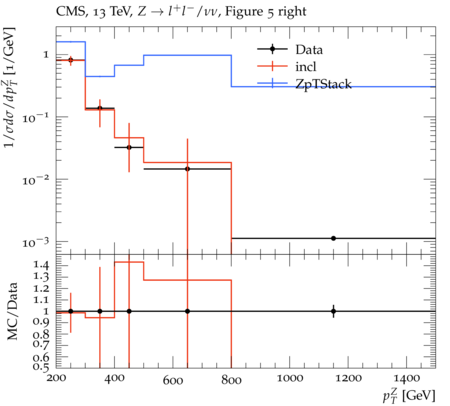 CMS, 13 TeV, Z → l⁺l⁻/νν, Figure 5 right
1/σdσ/dp_T^Z [1/GeV]
Data
incl
ZpTStack
1
10⁻¹
10⁻²
10⁻³
MC/Data
1.4
1.3
1.2
1.1
1
0.9
0.8
0.7
0.6
0.5
200 400 600 800 1000 1200 1400
p_T^Z [GeV]